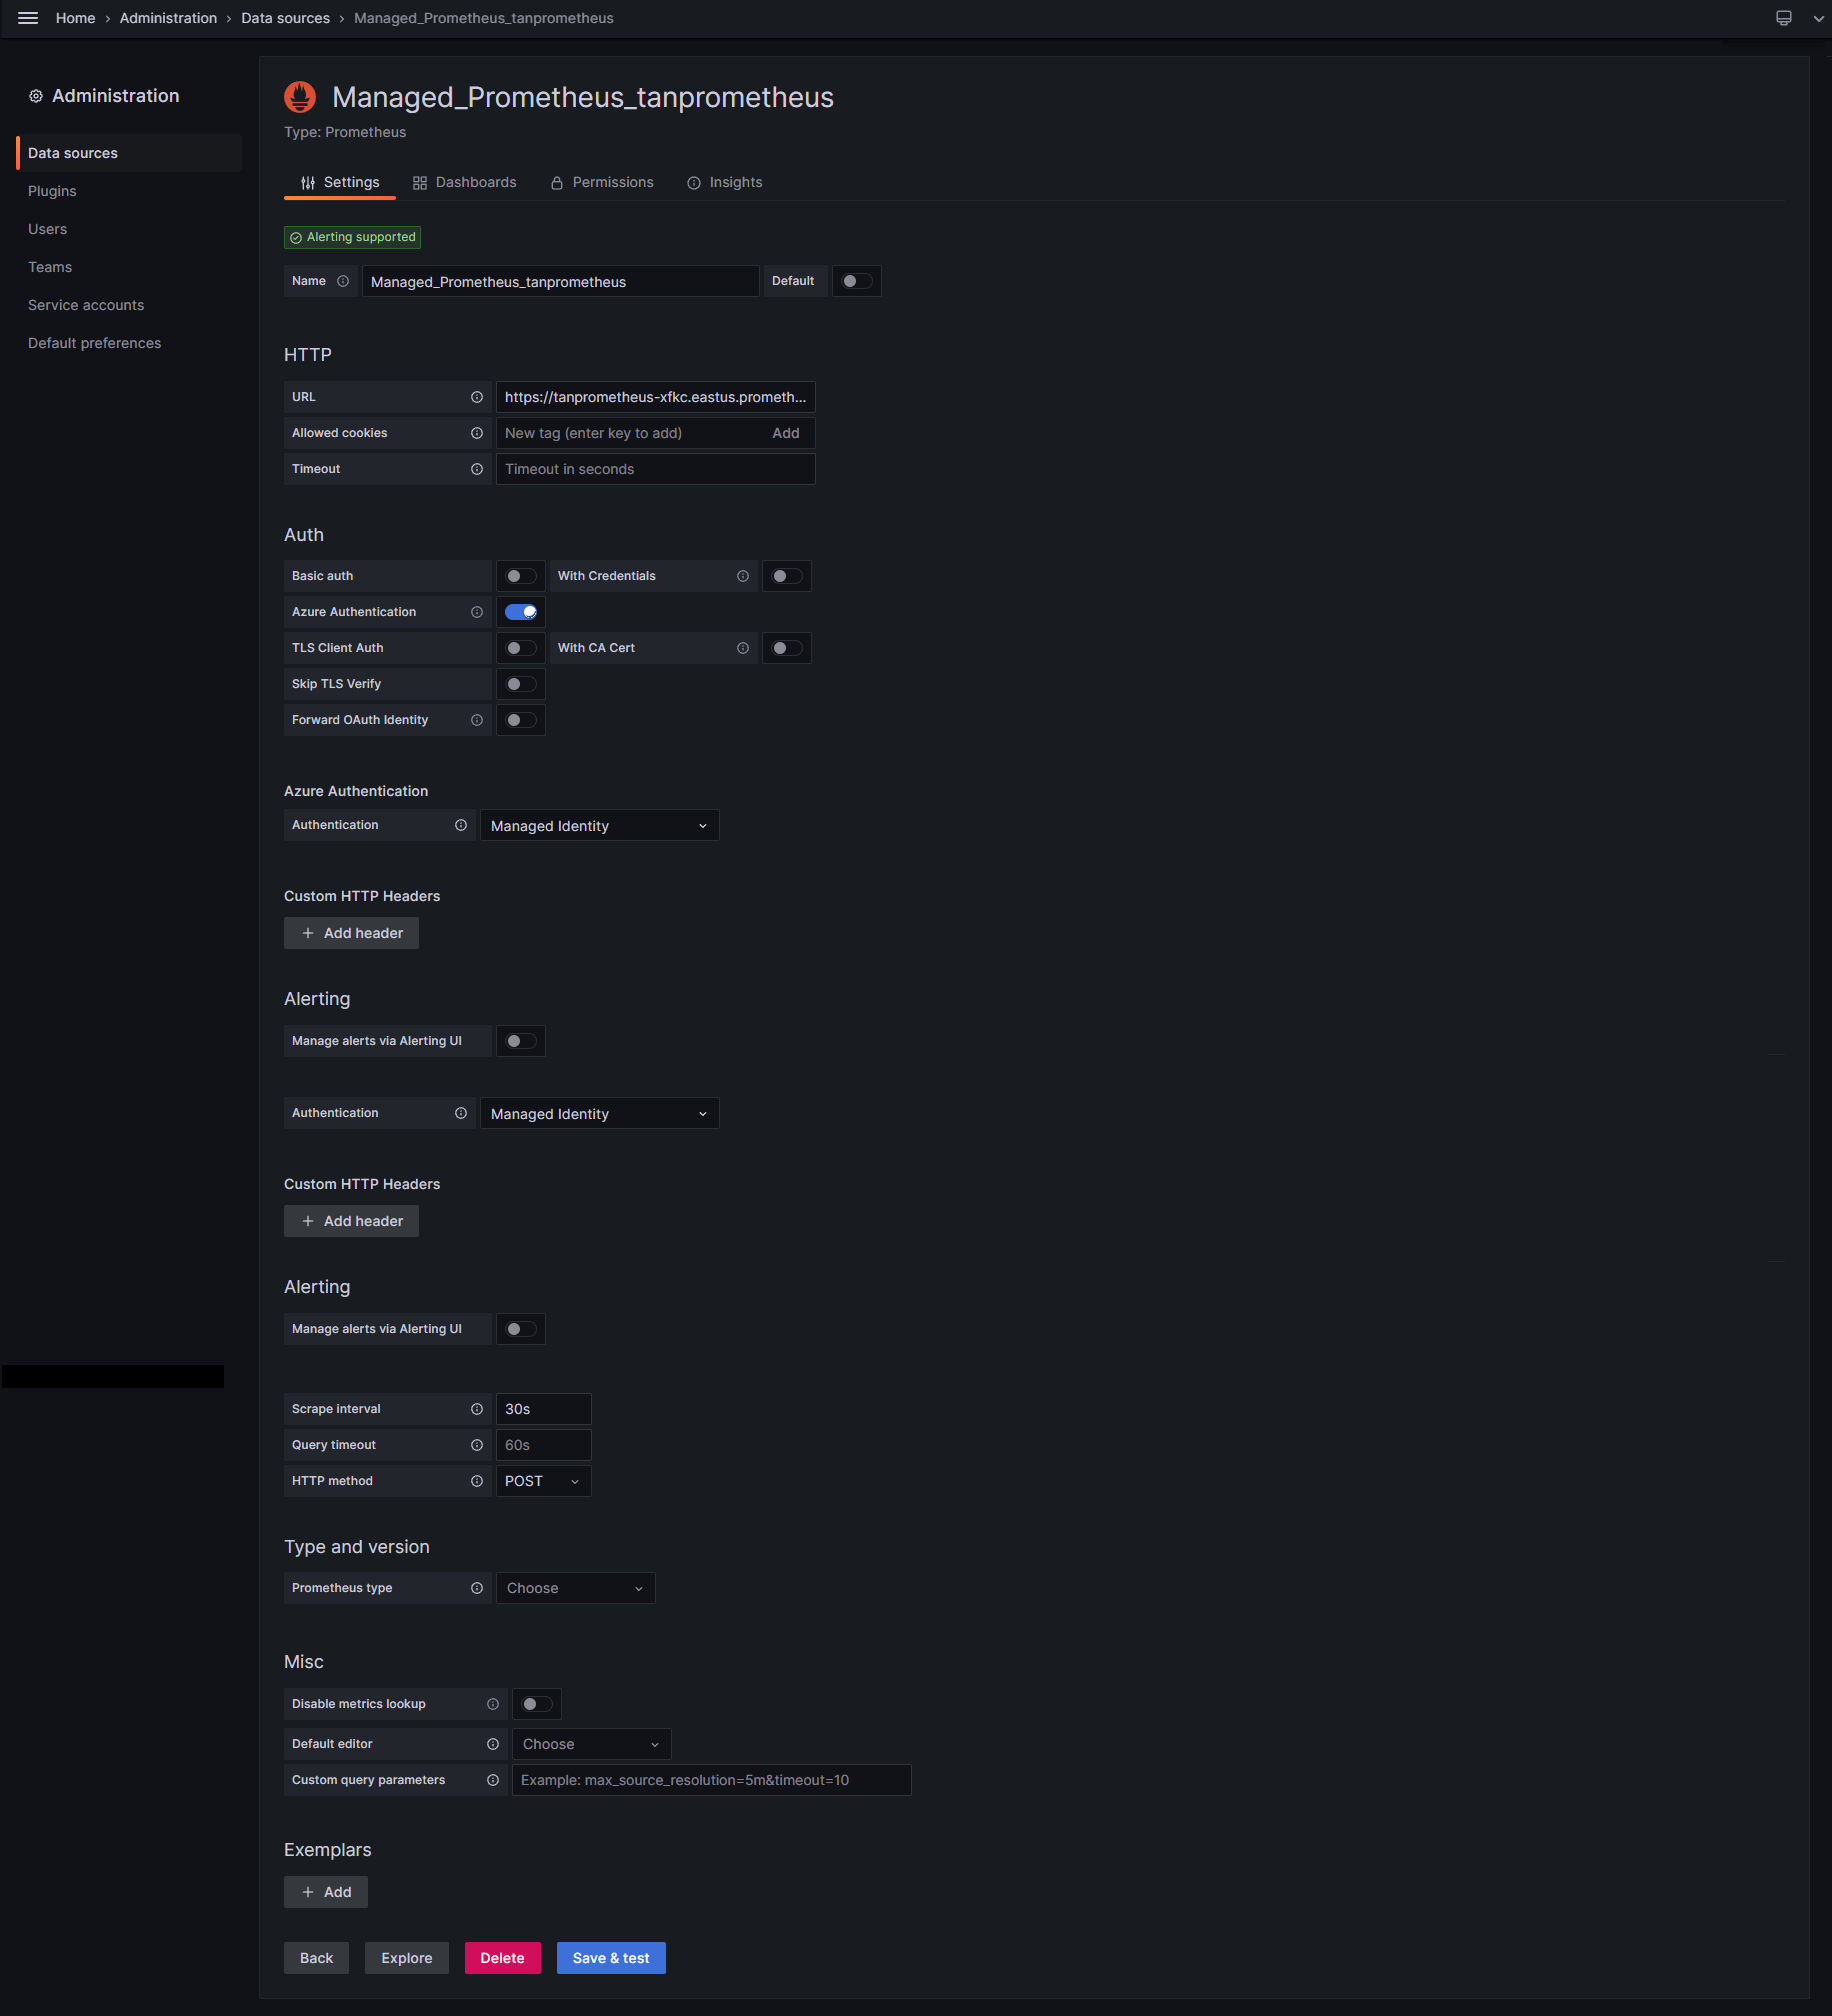 Home › Administration › Data sources › Managed_Prometheus_tanprometheus
Administration
Data sources
Plugins
Users
Teams
Service accounts
Default preferences
Managed_Prometheus_tanprometheus
Type: Prometheus
Settings Dashboards Permissions Insights
Alerting supported
Name Managed_Prometheus_tanprometheus Default
HTTP
URL https://tanprometheus-xfkc.eastus.prometh...
Allowed cookies New tag (enter key to add) Add
Timeout Timeout in seconds
Auth
Basic auth With Credentials
Azure Authentication
TLS Client Auth With CA Cert
Skip TLS Verify
Forward OAuth Identity
Azure Authentication
Authentication Managed Identity
Custom HTTP Headers
+ Add header
Alerting
Manage alerts via Alerting UI
Authentication Managed Identity
Custom HTTP Headers
+ Add header
Alerting
Manage alerts via Alerting UI
Scrape interval 30s
Query timeout 60s
HTTP method POST
Type and version
Prometheus type Choose
Misc
Disable metrics lookup
Default editor Choose
Custom query parameters Example: max_source_resolution=5m&timeout=10
Exemplars
+ Add
Back Explore Delete Save & test